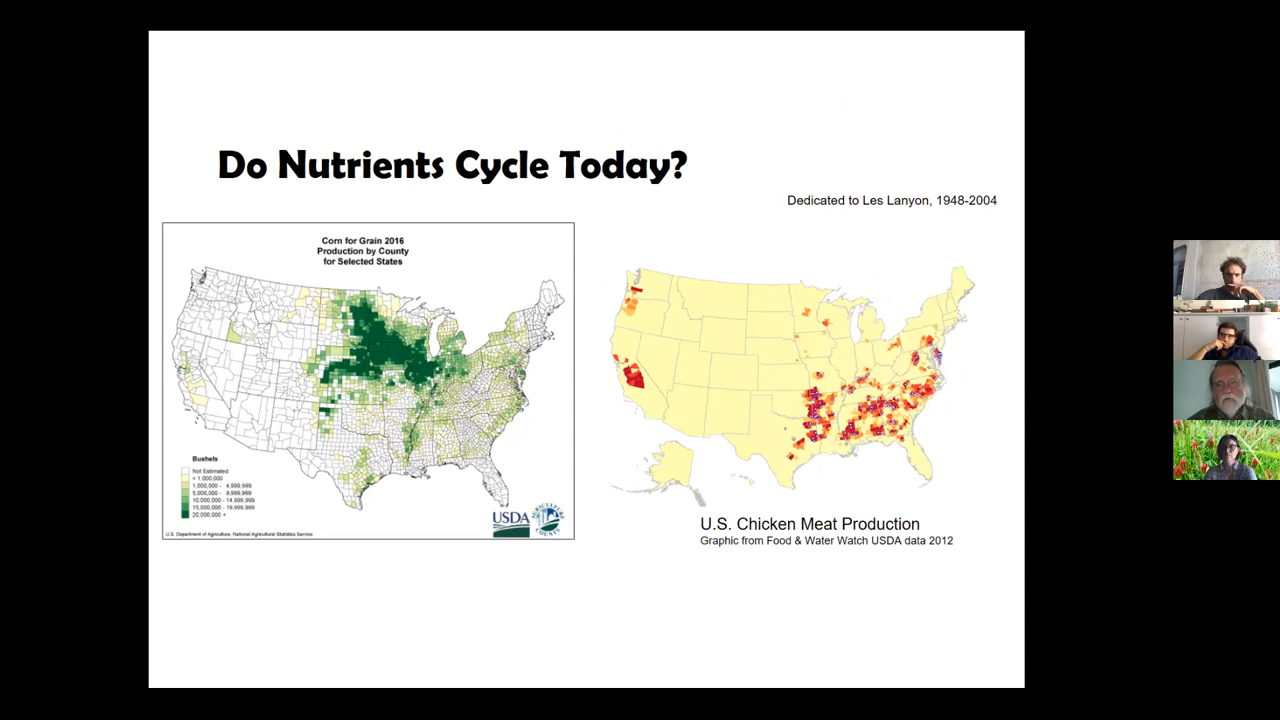 Do Nutrients Cycle Today?
Dedicated to Les Lanyon, 1948-2004
Corn for Grain 2016
Production by County
for Selected States
Bushels
Not Estimated
< 1,000,000
1,000,000 - 4,999,999
5,000,000 - 9,999,999
10,000,000 - 14,999,999
15,000,000 - 19,999,999
20,000,000 +
USDA
U.S. Department of Agriculture, National Agricultural Statistics Service
U.S. Chicken Meat Production
Graphic from Food & Water Watch USDA data 2012